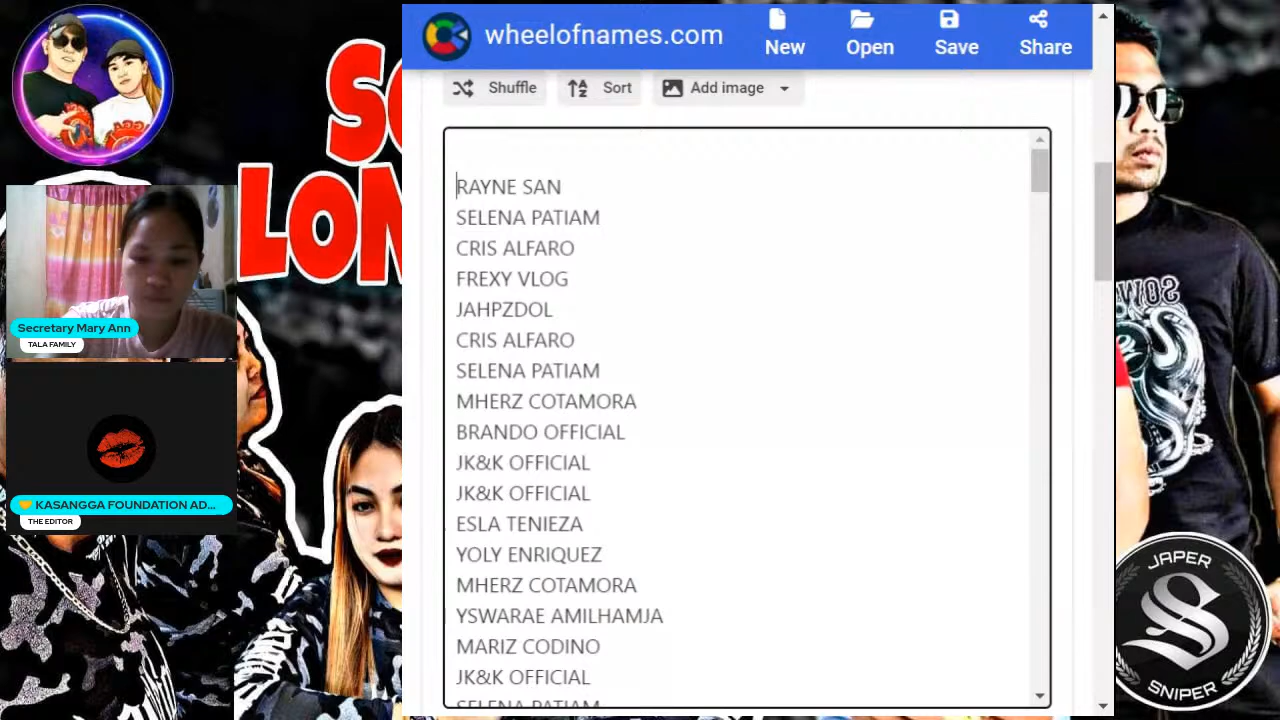 wheelofnames.com
New
Open
Save
Share
Shuffle
Sort
Add image
RAYNE SAN
SELENA PATIAM
CRIS ALFARO
FREXY VLOG
JAHPZDOL
CRIS ALFARO
SELENA PATIAM
MHERZ COTAMORA
BRANDO OFFICIAL
JK&K OFFICIAL
JK&K OFFICIAL
ESLA TENIEZA
YOLY ENRIQUEZ
MHERZ COTAMORA
YSWARAE AMILHAMJA
MARIZ CODINO
JK&K OFFICIAL
SELENA PATIAM
Secretary Mary Ann
TALA FAMILY
KASANGGA FOUNDATION AD...
THE EDITOR
JAPER
S
SNIPER